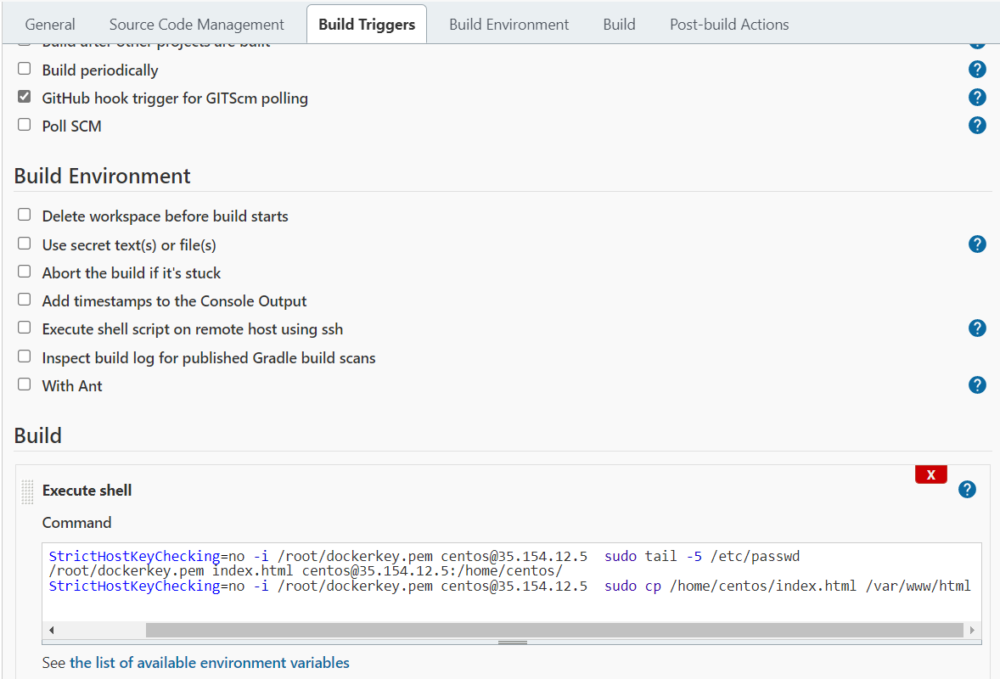 General Source Code Management Build Triggers Build Environment Build Post-build Actions
Build after other projects are built
Build periodically
GitHub hook trigger for GITScm polling
Poll SCM
Build Environment
Delete workspace before build starts
Use secret text(s) or file(s)
Abort the build if it's stuck
Add timestamps to the Console Output
Execute shell script on remote host using ssh
Inspect build log for published Gradle build scans
With Ant
Build
X
Execute shell
Command
StrictHostKeyChecking=no -i /root/dockerkey.pem centos@35.154.12.5  sudo tail -5 /etc/passwd
/root/dockerkey.pem index.html centos@35.154.12.5:/home/centos/
StrictHostKeyChecking=no -i /root/dockerkey.pem centos@35.154.12.5  sudo cp /home/centos/index.html /var/www/html
See the list of available environment variables